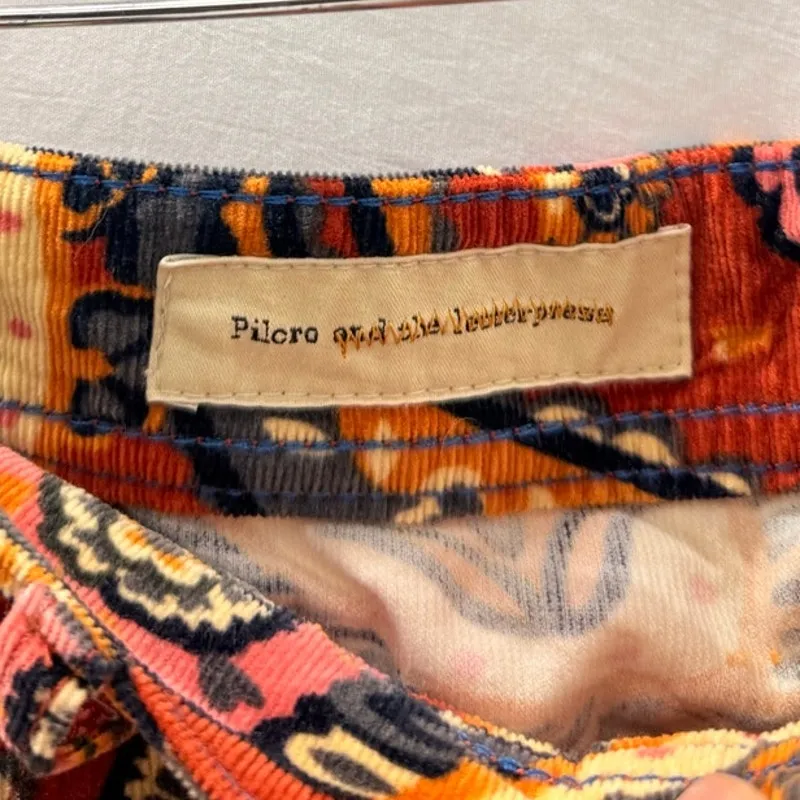 Pilcro and the letterpress